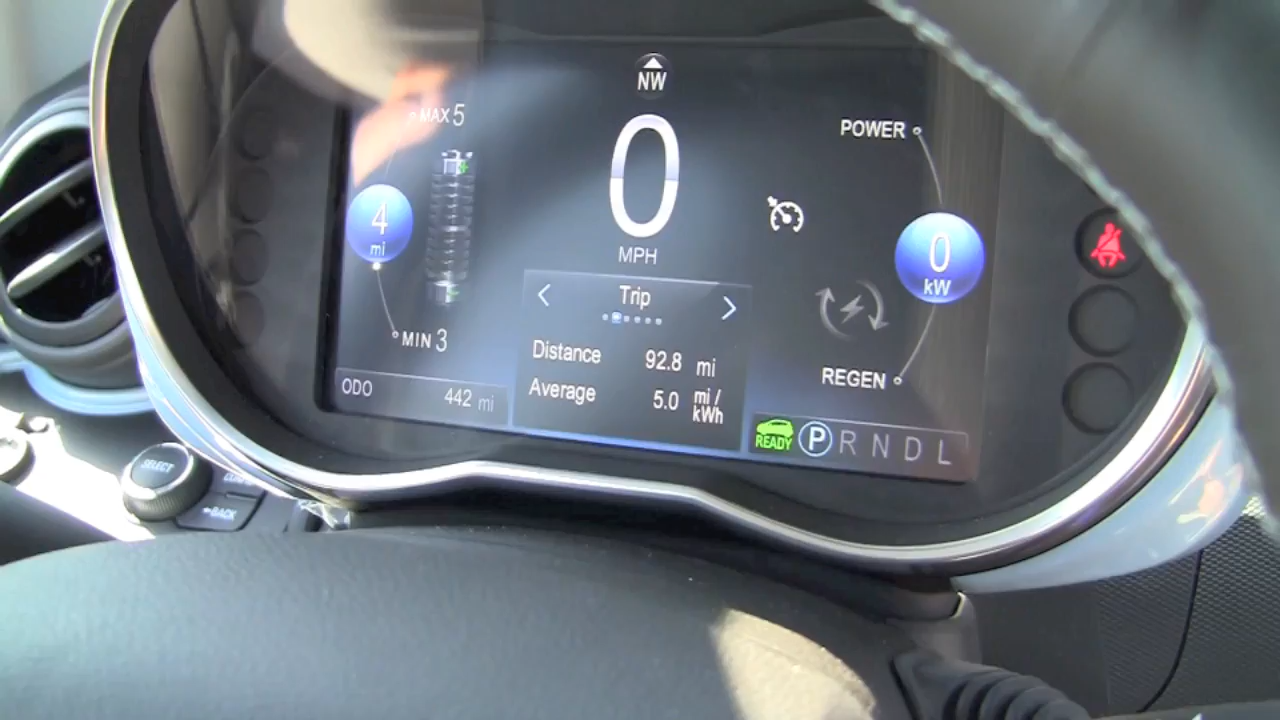 NW
MAX 5
POWER
0
4
mi
MPH
0
kW
Trip
MIN 3
Distance 92.8 mi
Average 5.0 mi / kWh
REGEN
ODO 442 mi
READY P R N D L
SELECT
BACK